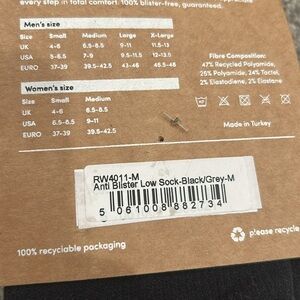 every step in total comfort. 100% blister-free, guaranteed.
Men's size
Size Small Medium Large X-Large
UK 4-6 6.5-8.5 9-11 11.5-13
USA 5-6.5 7-9 9.5-11.5 12-13.5
EURO 37-39 39.5-42.5 43-46 46.5-48
Women's size
Size Small Medium
UK 4-6 6.5-8.5
USA 6.5-8.5 9-11
EURO 37-39 39.5-42.5
Fibre Composition:
47% Recycled Polyamide,
25% Polyamide, 24% Tactel,
2% Elastodiene, 2% Elastane
Made in Turkey
RW4011-M
Anti Blister Low Sock-Black/Grey-M
5 061008 882734
100% recyclable packaging
please recycle